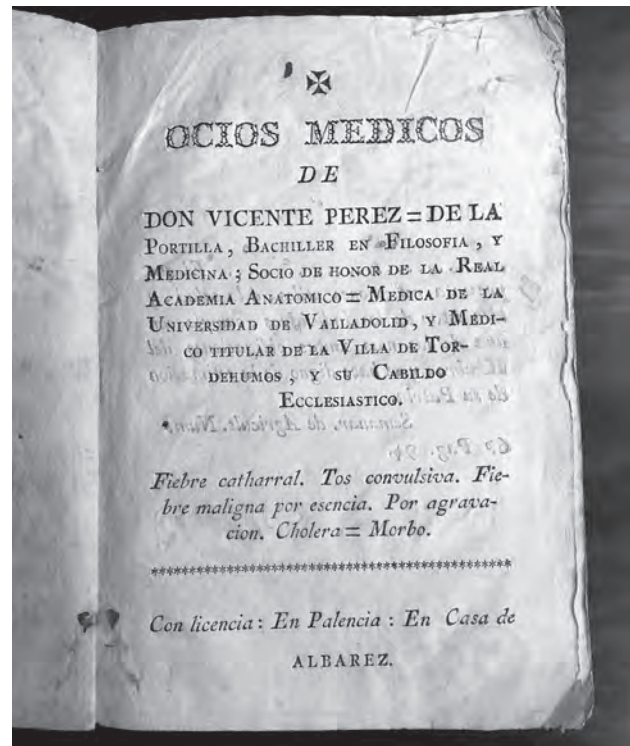 OCIOS MEDICOS
DE
DON VICENTE PEREZ = DE LA
PORTILLA, BACHILLER EN FILOSOFIA, Y
MEDICINA; SOCIO DE HONOR DE LA REAL
ACADEMIA ANATOMICO = MEDICA DE LA
UNIVERSIDAD DE VALLADOLID, Y MEDI-
CO TITULAR DE LA VILLA DE TOR-
DEHUMOS, Y SU CABILDO
ECCLESIASTICO.
Fiebre catharral. Tos convulsiva. Fie-
bre maligna por esencia. Por agrava-
cion. Cholera = Morbo.
********************************************
Con licencia: En Palencia: En Casa de
ALBAREZ.